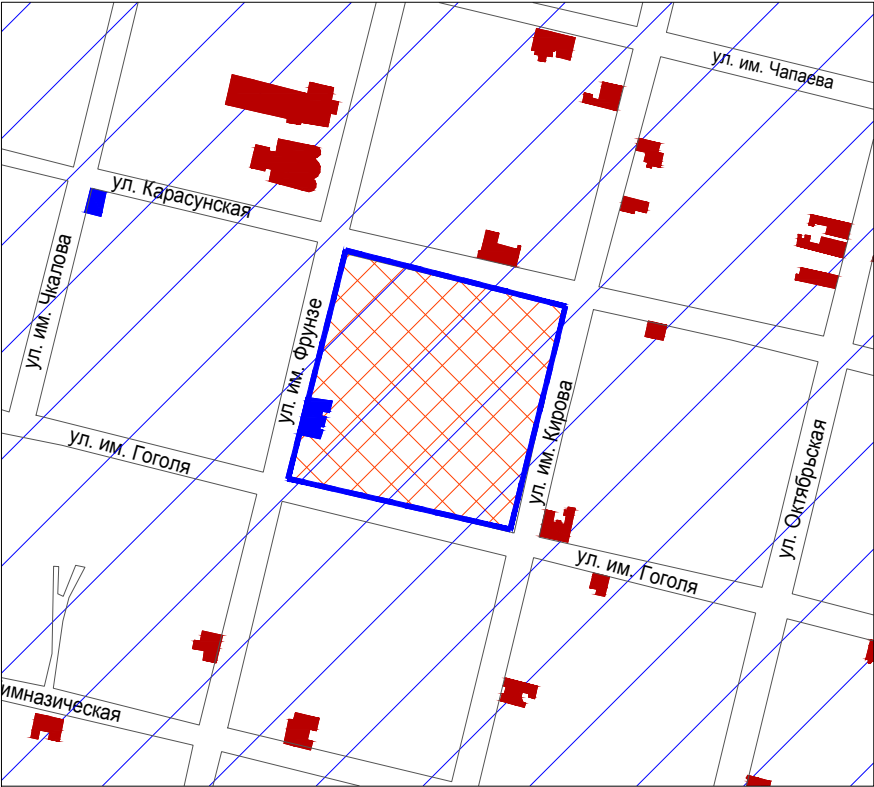 ул. им. Чапаева
ул. Карасунская
ул. им. Чкалова
ул. им. Фрунзе
ул. им. Кирова
ул. Октябрьская
ул. им. Гоголя
ул. им. Гоголя
имназическая